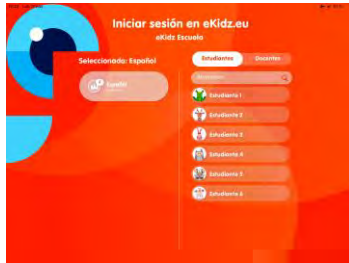 Iniciar sesión en eKidz.eu
eKidz Escuela
Seleccionada: Español
Español
Estudiantes
Docentes
Estudiante 1
Estudiante 2
Estudiante 3
Estudiante 4
Estudiante 5
Estudiante 6